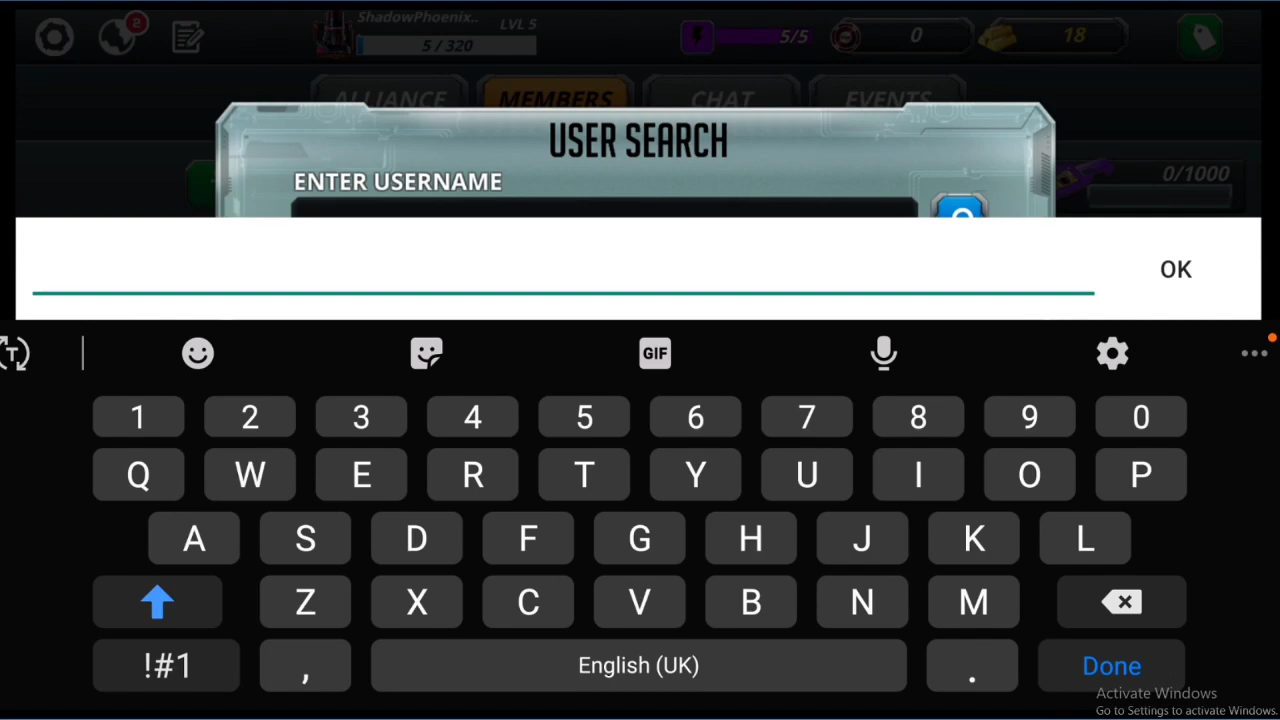 2
ShadowPhoenix..
LVL 5
5 / 320
5/5
0
18
ALLIANCE
MEMBERS
CHAT
EVENTS
USER SEARCH
ENTER USERNAME
0/1000
OK
GIF
1 2 3 4 5 6 7 8 9 0
Q W E R T Y U I O P
A S D F G H J K L
Z X C V B N M
!#1 , English (UK) . Done
Activate Windows
Go to Settings to activate Windows.